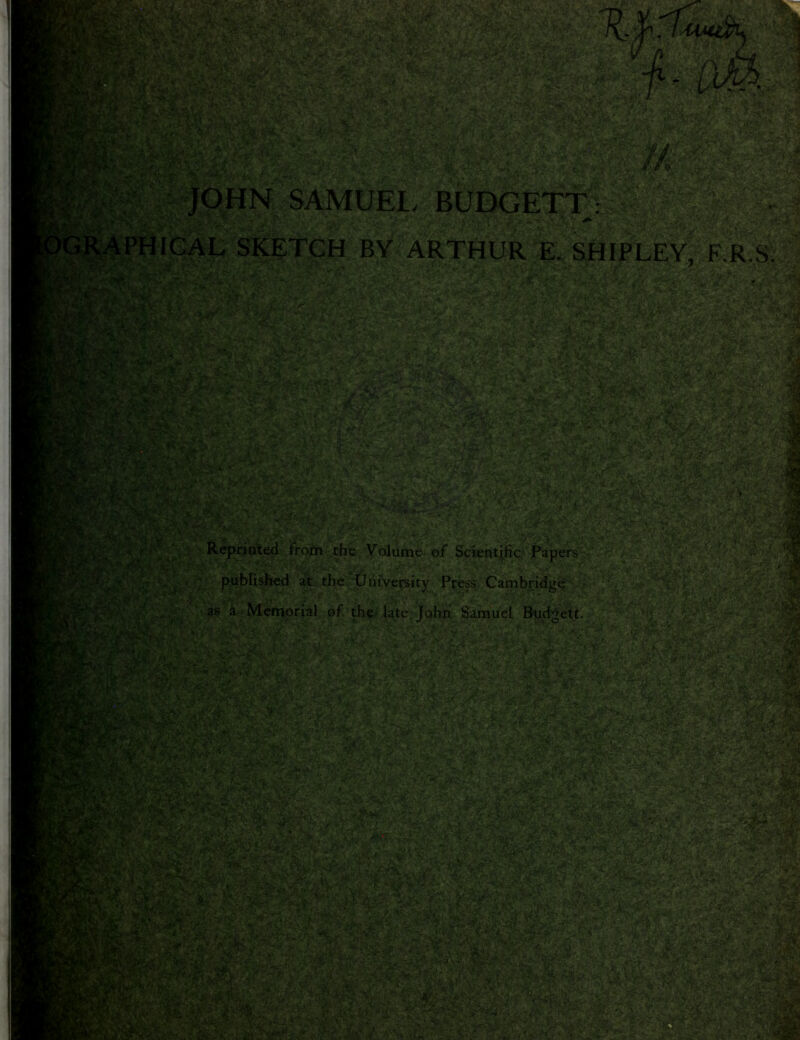 JOHN SAMUEL BUDGETT:
OGRAPHICAL SKETCH BY ARTHUR E. SHIPLEY, F.R.S.
Reprinted from the Volume of Scientific Papers
published at the University Press Cambridge
as a Memorial of the late John Samuel Budgett.